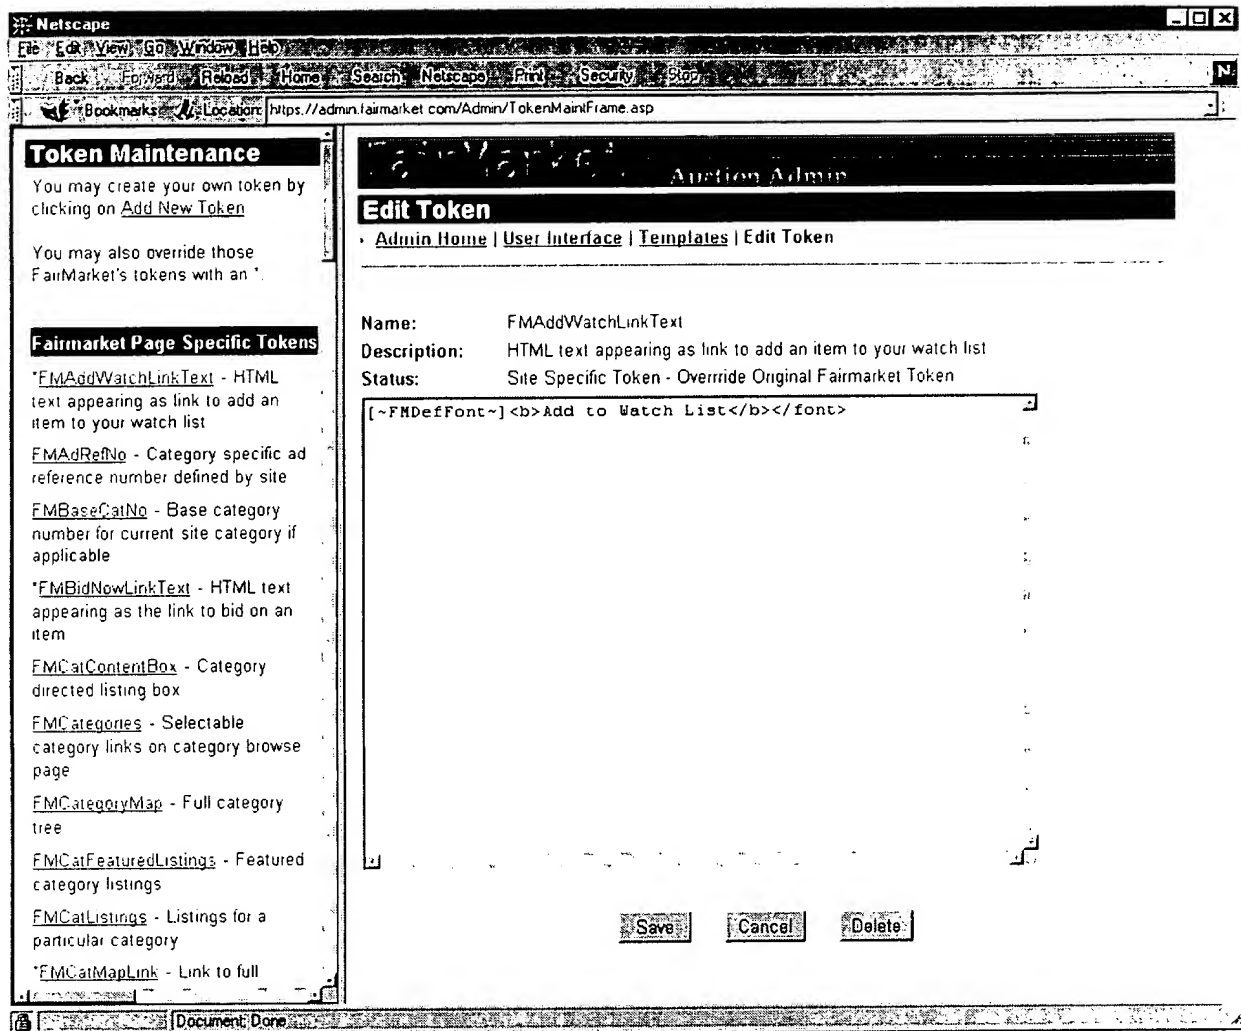 Netscape
File Edit View Go Window Help
Back Forward Reload Home Search Netscape Print Security Stop
N
Bookmarks Location: https://admin.fairmarket.com/Admin/TokenMaintFrame.asp
Token Maintenance
You may create your own token by
clicking on Add New Token
You may also override those
FairMarket's tokens with an *.
Fairmarket Page Specific Tokens
*FMAddWatchLinkText - HTML
text appearing as link to add an
item to your watch list
FMAdRefNo - Category specific ad
reference number defined by site
FMBaseCatNo - Base category
number for current site category if
applicable
*FMBidNowLinkText - HTML text
appearing as the link to bid on an
item
FMCatContentBox - Category
directed listing box
FMCategories - Selectable
category links on category browse
page
FMCategoryMap - Full category
tree
FMCatFeaturedListings - Featured
category listings
FMCatListings - Listings for a
particular category
*FMCatMapLink - Link to full
FairMarket Auction Admin
Edit Token
Admin Home | User Interface | Templates | Edit Token
Name: FMAddWatchLinkText
Description: HTML text appearing as link to add an item to your watch list
Status: Site Specific Token - Overrride Original Fairmarket Token
[~FMDefFont~]<b>Add to Watch List</b></font>
Save Cancel Delete
Document: Done